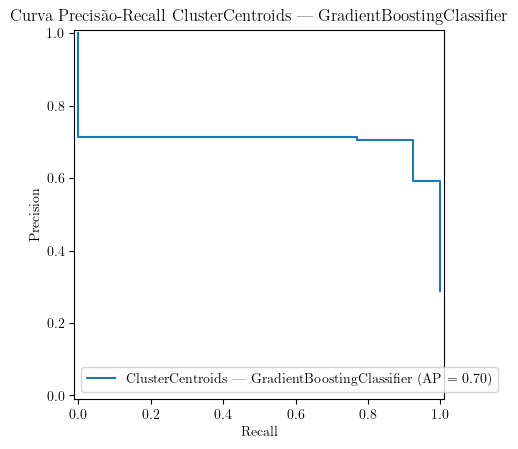 Curva Precisão-Recall ClusterCentroids — GradientBoostingClassifier
1.0
0.8
0.6
0.4
0.2
0.0
Precision
ClusterCentroids — GradientBoostingClassifier (AP = 0.70)
0.0 0.2 0.4 0.6 0.8 1.0
Recall